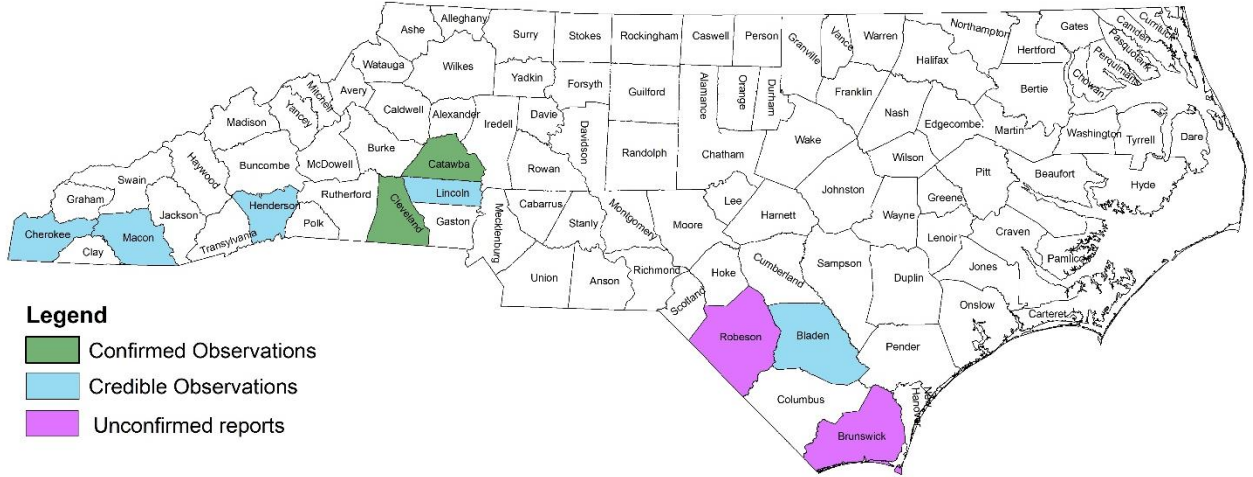 Alleghany
Ashe
Surry
Stokes
Rockingham
Caswell
Person
Granville
Vance
Warren
Northampton
Gates
Camden
Currituck
Pasquotank
Perquimans
Chowan
Hertford
Halifax
Watauga
Wilkes
Yadkin
Forsyth
Guilford
Alamance
Orange
Durham
Franklin
Nash
Edgecombe
Martin
Bertie
Washington
Tyrrell
Dare
Mitchell
Avery
Yancey
Caldwell
Alexander
Iredell
Davie
Davidson
Madison
Haywood
Buncombe
McDowell
Burke
Catawba
Rowan
Randolph
Chatham
Wake
Wilson
Pitt
Beaufort
Hyde
Swain
Graham
Jackson
Henderson
Rutherford
Cleveland
Lincoln
Cabarrus
Stanly
Montgomery
Moore
Lee
Harnett
Johnston
Wayne
Greene
Lenoir
Craven
Pamlico
Cherokee
Macon
Clay
Transylvania
Polk
Gaston
Mecklenburg
Union
Anson
Richmond
Scotland
Hoke
Cumberland
Sampson
Duplin
Jones
Onslow
Carteret
Robeson
Bladen
Pender
Columbus
New
Hanover
Brunswick
Legend
Confirmed Observations
Credible Observations
Unconfirmed reports